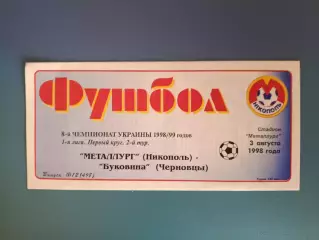 Футбол
НИКОПОЛЬ
8-й ЧЕМПИОНАТ УКРАИНЫ 1998/99 годов
1-я лига. Первый круг. 2-й тур.
"МЕТАЛЛУРГ" (Никополь) -
"Буковина" (Черновцы)
Стадион
"Металлург"
3 августа
1998 года
Выпуск